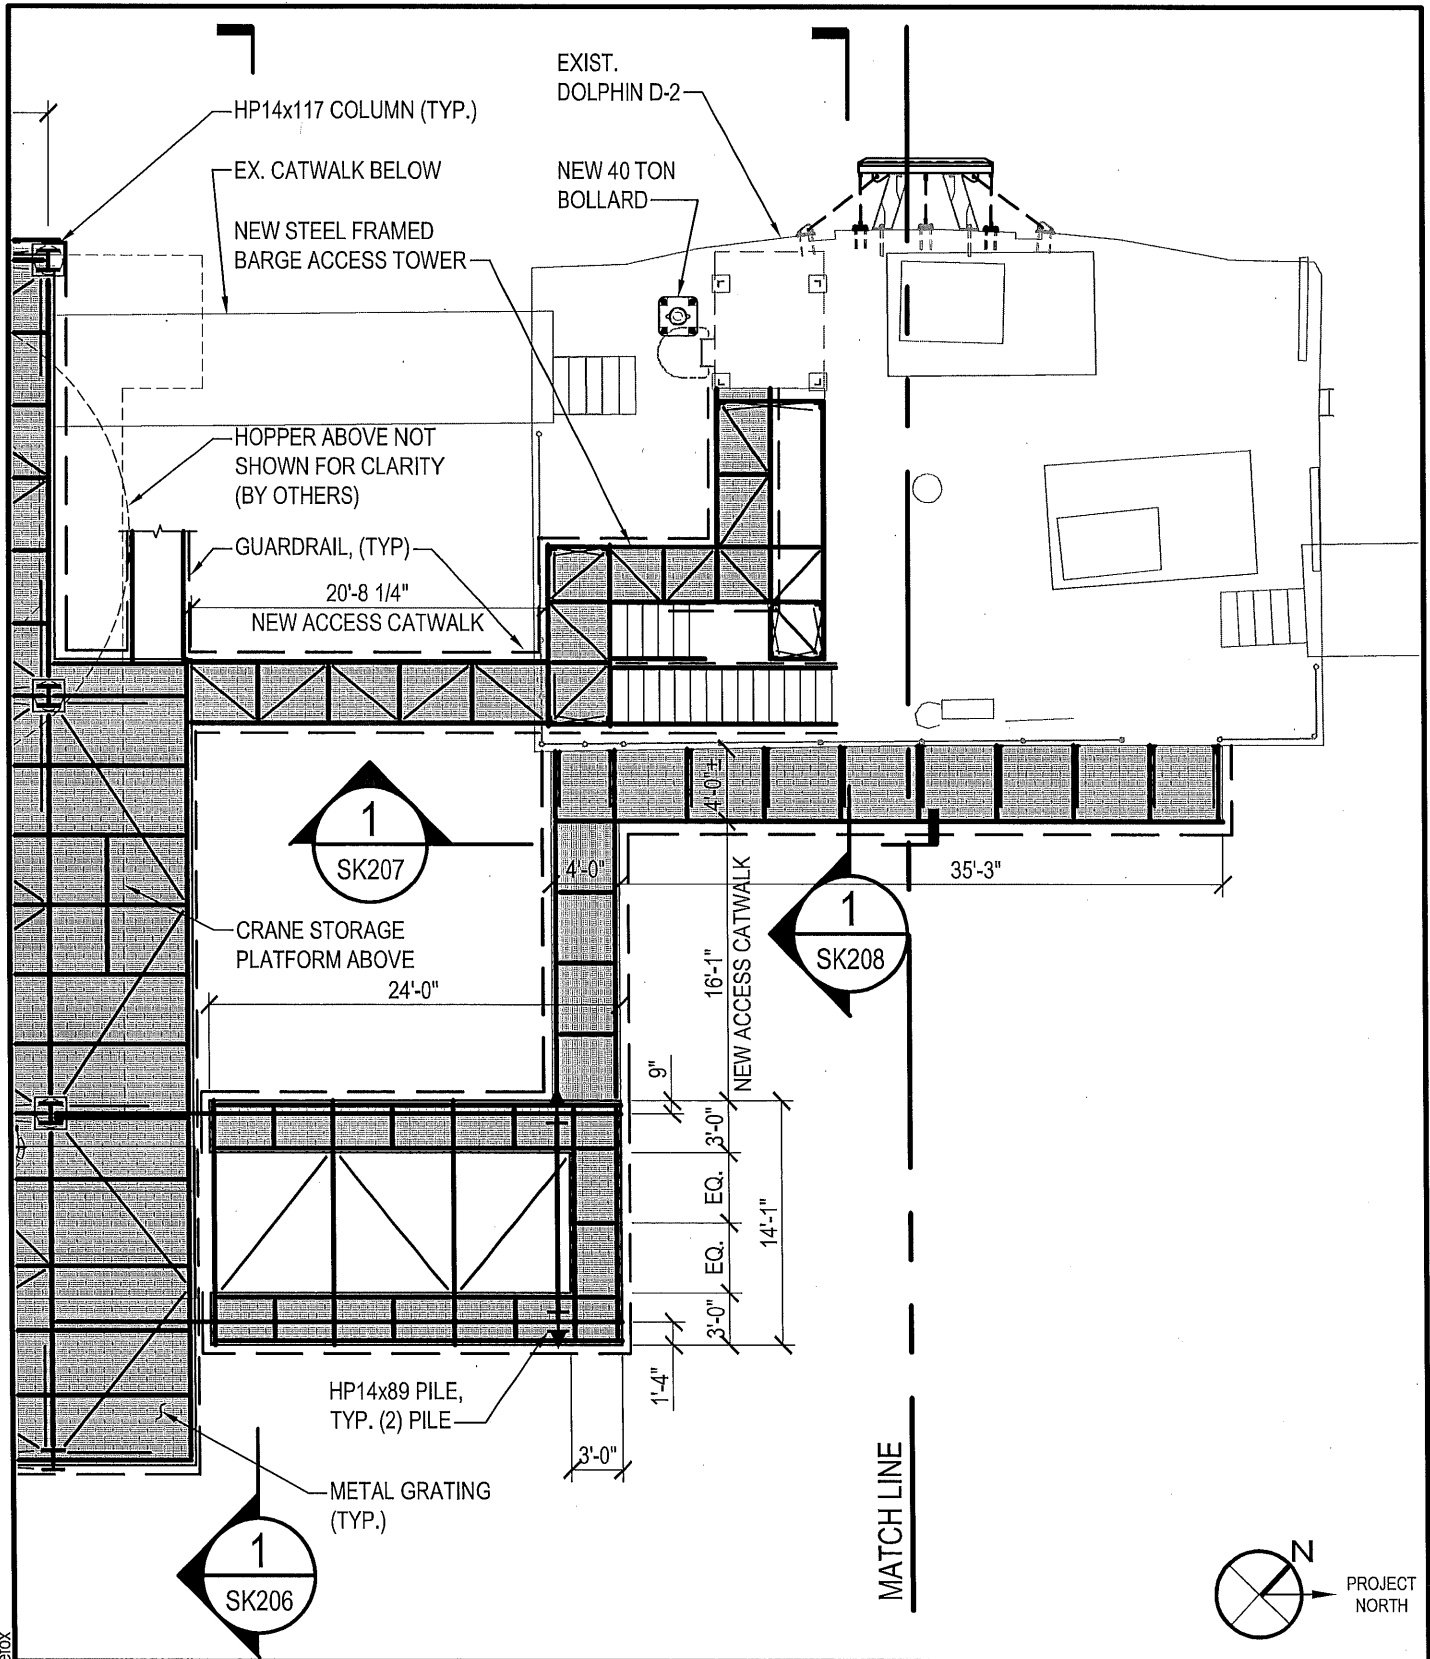 EXIST.
DOLPHIN D-2
HP14x117 COLUMN (TYP.)
EX. CATWALK BELOW
NEW 40 TON
BOLLARD
NEW STEEL FRAMED
BARGE ACCESS TOWER
HOPPER ABOVE NOT
SHOWN FOR CLARITY
(BY OTHERS)
GUARDRAIL, (TYP)
20'-8 1/4"
NEW ACCESS CATWALK
4'-0"±
1
SK207
4'-0"
35'-3"
1
SK208
CRANE STORAGE
PLATFORM ABOVE
24'-0"
16'-1"
NEW ACCESS CATWALK
9"
3'-0"
EQ.
EQ.
3'-0"
14'-1"
1'-4"
HP14x89 PILE,
TYP. (2) PILE
3'-0"
METAL GRATING
(TYP.)
1
SK206
MATCH LINE
N
PROJECT
NORTH